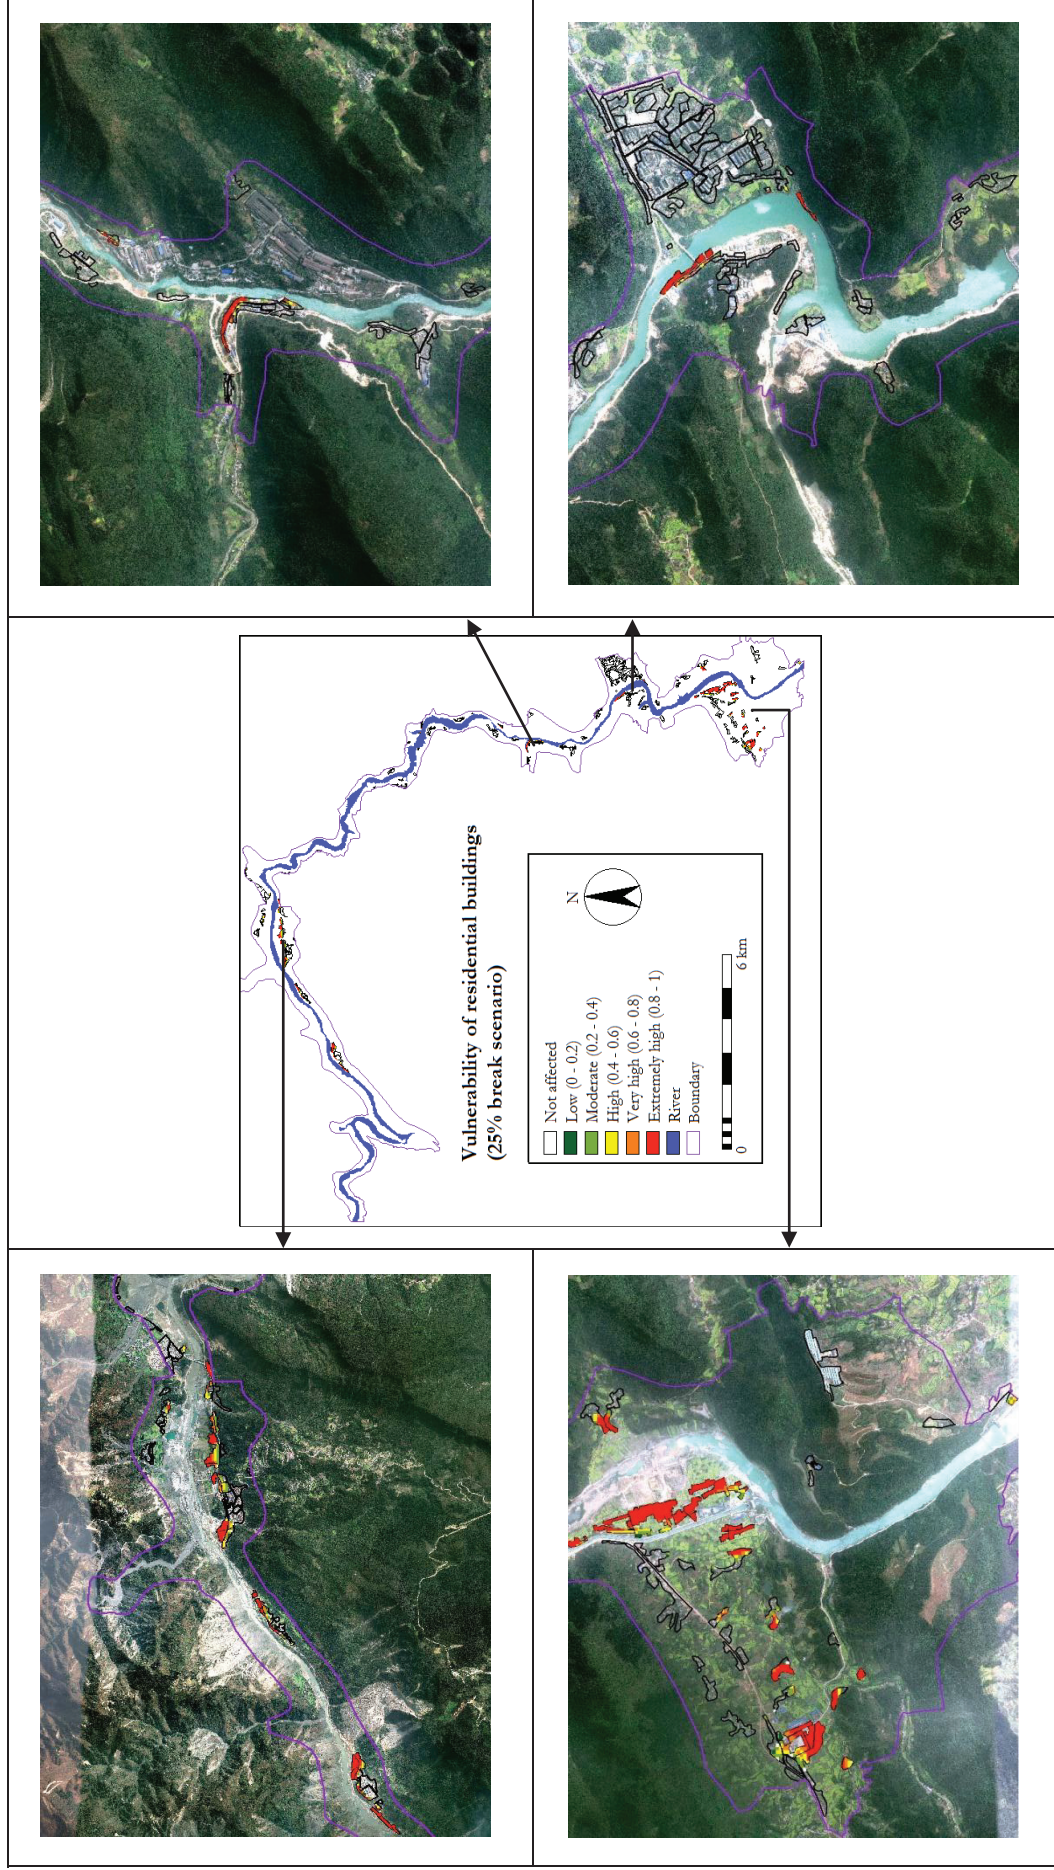 Vulnerability of residential buildings
(25% break scenario)
N
Not affected
Low (0 - 0.2)
Moderate (0.2 - 0.4)
High (0.4 - 0.6)
Very high (0.6 - 0.8)
Extremely high (0.8 - 1)
River
Boundary
0
6 km